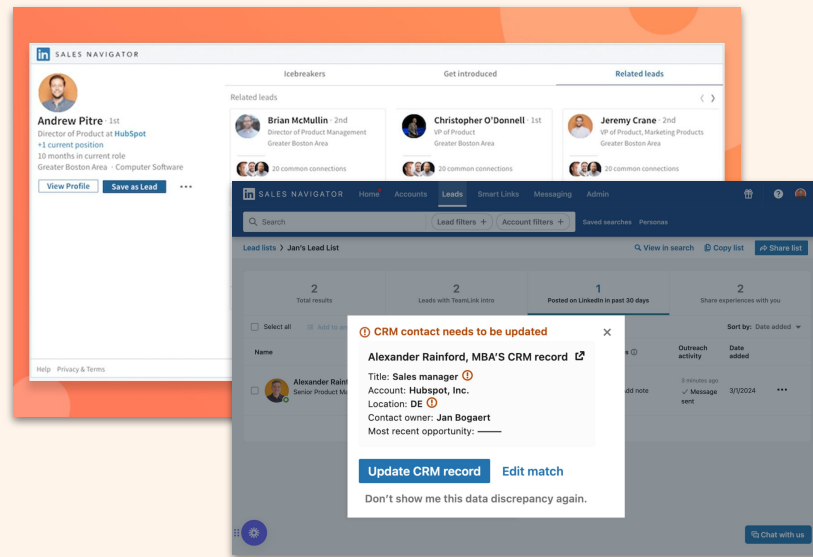 in SALES NAVIGATOR
Icebreakers
Get introduced
Related leads
Related leads
Andrew Pitre · 1st
Director of Product at HubSpot
+1 current position
10 months in current role
Greater Boston Area · Computer Software
View Profile
Save as Lead
Brian McMullin · 2nd
Director of Product Management
Greater Boston Area
20 common connections
Christopher O'Donnell · 1st
VP of Product
Greater Boston Area
20 common connections
Jeremy Crane · 2nd
VP of Product, Marketing Products
Greater Boston Area
20 common connections
Help Privacy & Terms
in SALES NAVIGATOR Home Accounts Leads Smart Links Messaging Admin
Search
Lead filters +
Account filters +
Saved searches Personas
Lead lists > Jan's Lead List
View in search
Copy list
Share list
2
Total results
2
Leads with TeamLink intro
1
Posted on LinkedIn in past 30 days
2
Share experiences with you
Select all
Sort by: Date added
Name
Outreach activity
Date added
Alexander
Senior Product
Add note
3 minutes ago
Message sent
3/1/2024
CRM contact needs to be updated
Alexander Rainford, MBA'S CRM record
Title: Sales manager
Account: Hubspot, Inc.
Location: DE
Contact owner: Jan Bogaert
Most recent opportunity: ——
Update CRM record
Edit match
Don't show me this data discrepancy again.
Chat with us